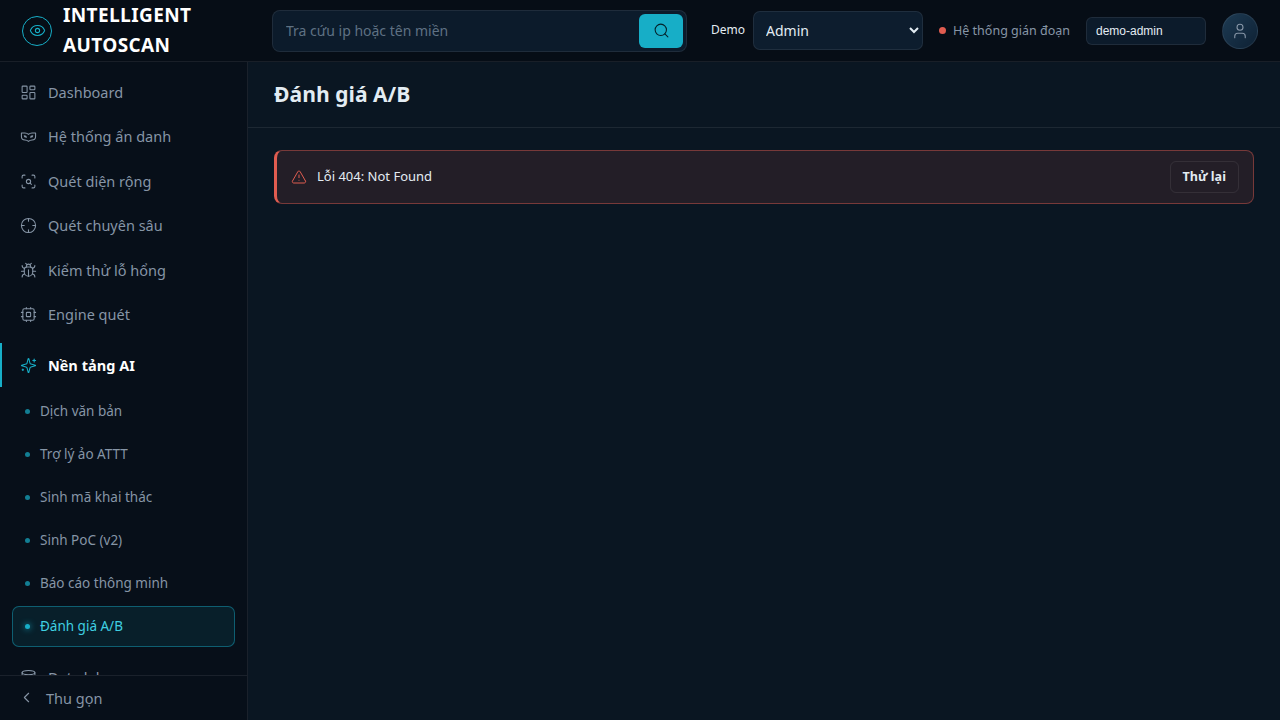 INTELLIGENT
AUTOSCAN
Tra cứu ip hoặc tên miền
Demo
Admin
Hệ thống gián đoạn
demo-admin
Dashboard
Hệ thống ẩn danh
Quét diện rộng
Quét chuyên sâu
Kiểm thử lỗ hổng
Engine quét
Nền tảng AI
Dịch văn bản
Trợ lý ảo ATTT
Sinh mã khai thác
Sinh PoC (v2)
Báo cáo thông minh
Đánh giá A/B
Thu gọn
Đánh giá A/B
Lỗi 404: Not Found
Thử lại